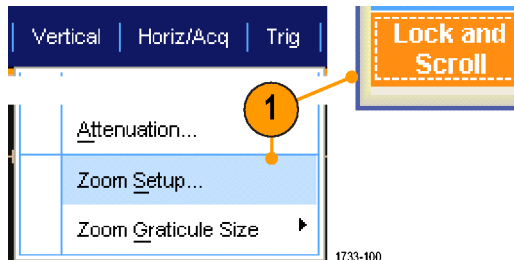 Vertical | Horiz/Acq | Trig |
Lock and
Scroll
1
Attenuation...
Zoom Setup...
Zoom Graticule Size
1733-100